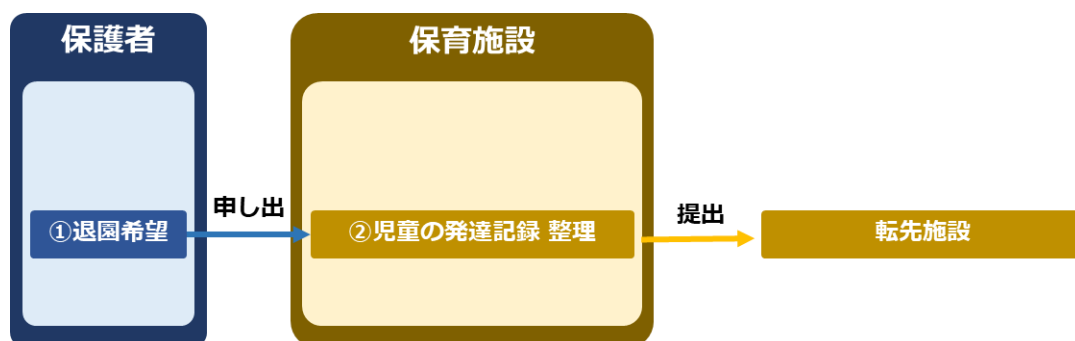 保護者
保育施設
①退園希望
申し出
②児童の発達記録 整理
提出
転先施設